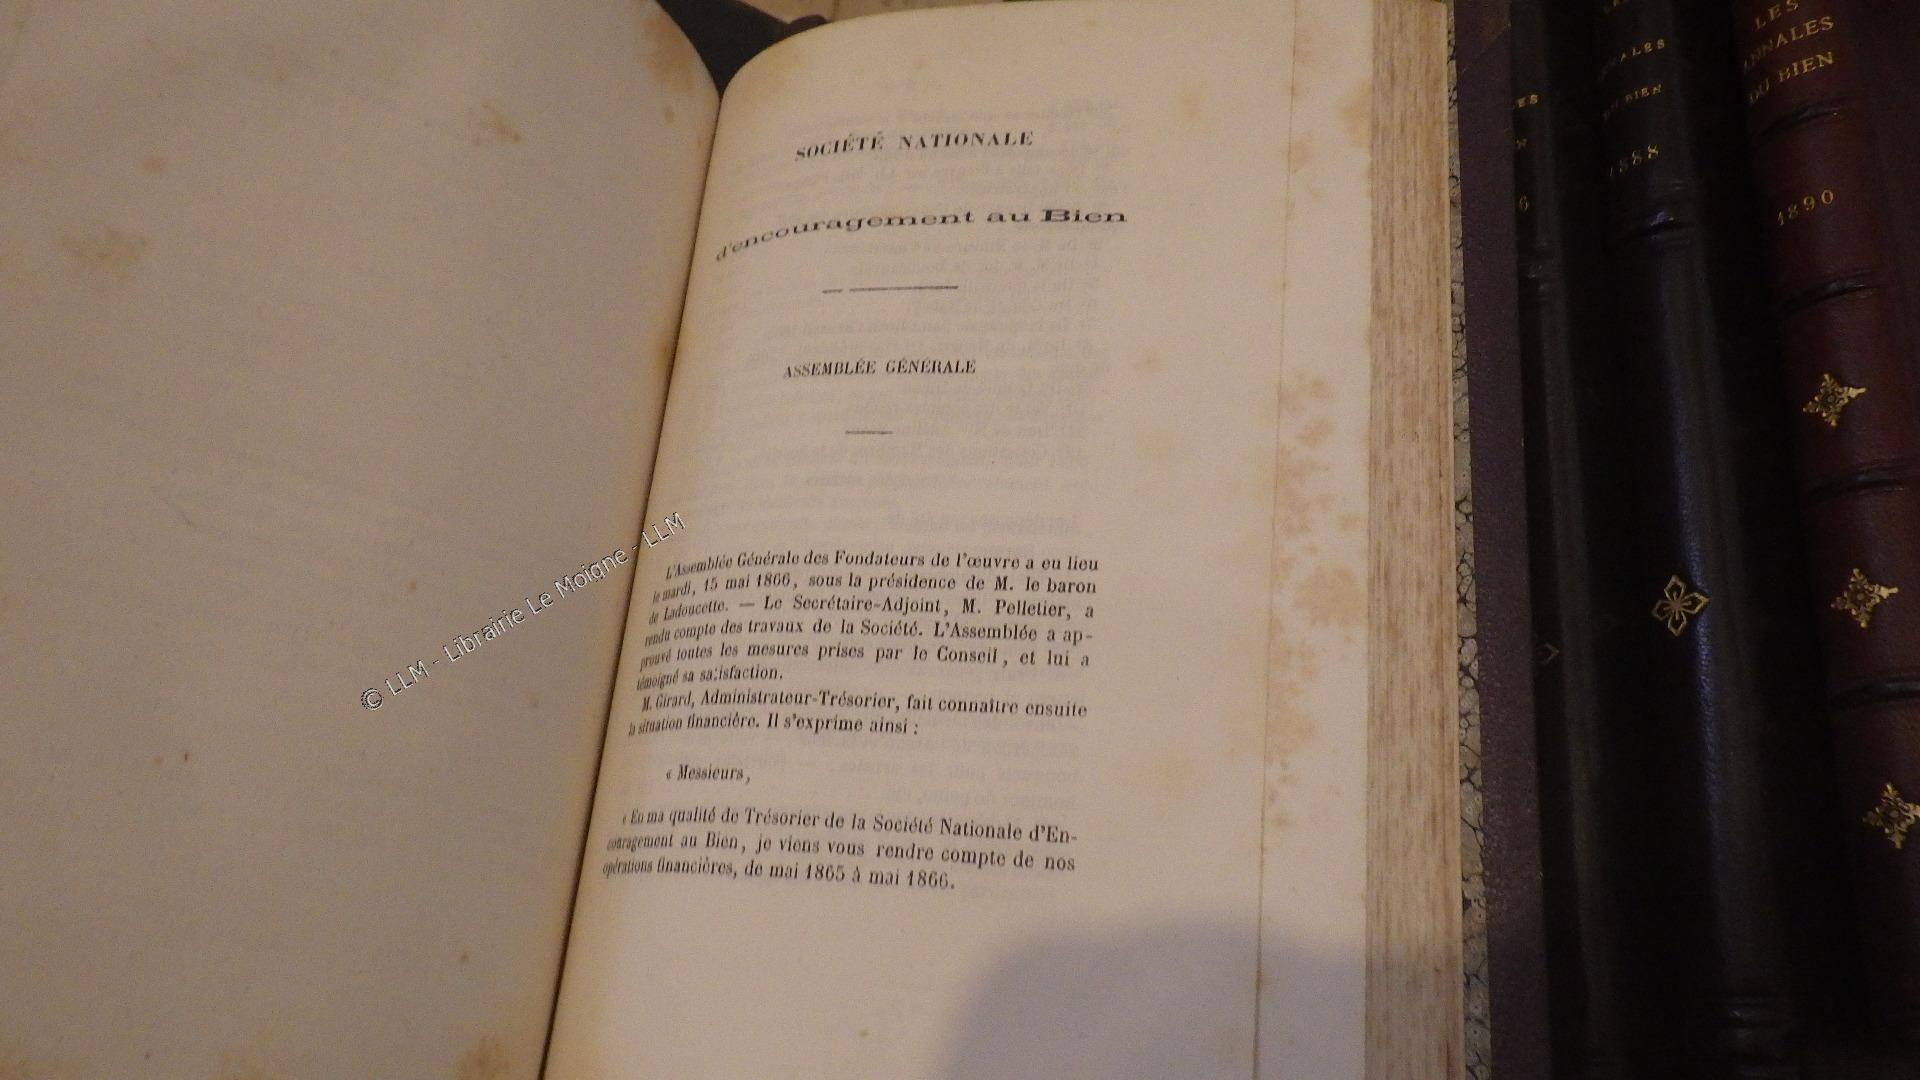 SOCIÉTÉ NATIONALE
d'encouragement au Bien
ASSEMBLÉE GÉNÉRALE
L'Assemblée Générale des Fondateurs de l'œuvre a eu lieu
le mardi, 15 mai 1866, sous la présidence de M. le baron
de Ladoucette. — Le Secrétaire-Adjoint, M. Pelletier, a
rendu compte des travaux de la Société. L'Assemblée a ap-
prouvé toutes les mesures prises par le Conseil, et lui a
témoigné sa satisfaction.
M. Girard, Administrateur-Trésorier, fait connaître ensuite
la situation financière. Il s'exprime ainsi :
« Messieurs,
« En ma qualité de Trésorier de la Société Nationale d'En-
couragement au Bien, je viens vous rendre compte de nos
opérations financières, de mai 1865 à mai 1866.
© LLM - Librairie Le Moigne - LLM
1888
LES
ANNALES
DU BIEN
1890